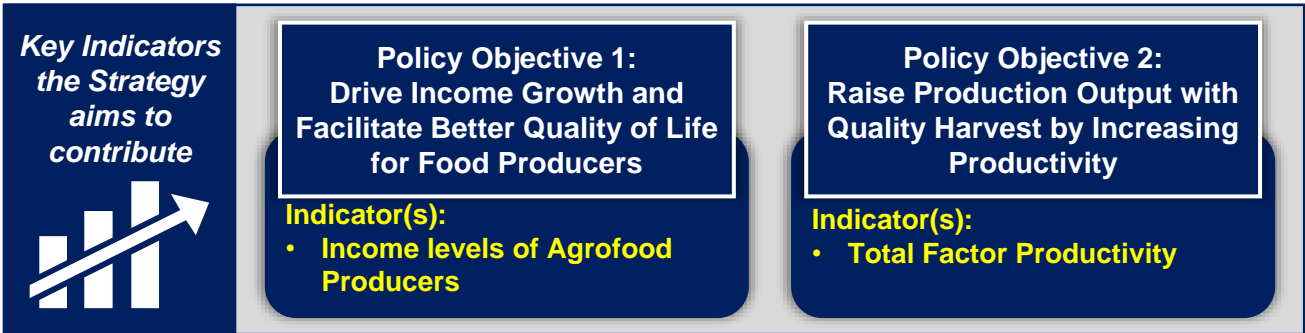 Key Indicators
the Strategy
aims to
contribute
Policy Objective 1:
Drive Income Growth and
Facilitate Better Quality of Life
for Food Producers
Indicator(s):
• Income levels of Agrofood
Producers
Policy Objective 2:
Raise Production Output with
Quality Harvest by Increasing
Productivity
Indicator(s):
• Total Factor Productivity